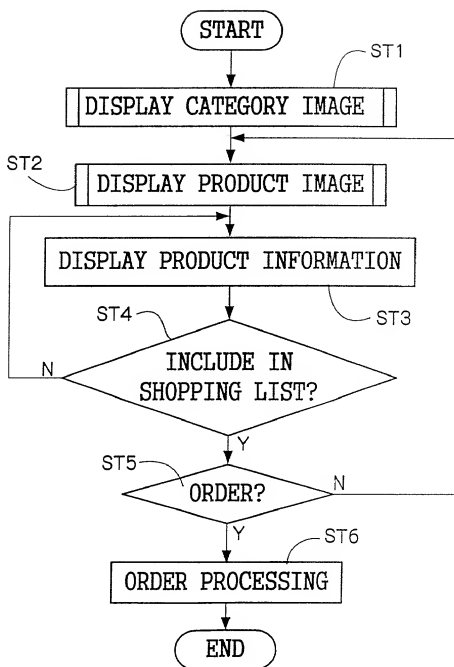 START
ST1
DISPLAY CATEGORY IMAGE
ST2
DISPLAY PRODUCT IMAGE
DISPLAY PRODUCT INFORMATION
ST3
ST4
INCLUDE IN
SHOPPING LIST?
N
Y
ST5
ORDER?
N
Y
ST6
ORDER PROCESSING
END